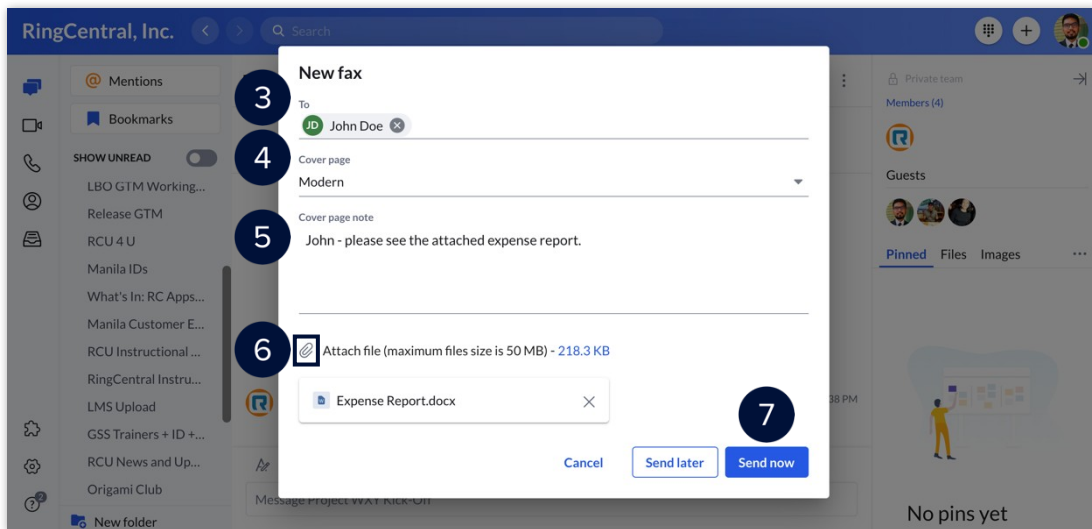 RingCentral, Inc.
Search
Mentions
Bookmarks
SHOW UNREAD
LBO GTM Working...
Release GTM
RCU 4 U
Manila IDs
What's In: RC Apps...
Manila Customer E...
RCU Instructional ...
RingCentral Instru...
LMS Upload
GSS Trainers + ID +...
RCU News and Up...
Origami Club
New folder
2
New fax
3
To
JD John Doe
4
Cover page
Modern
5
Cover page note
John - please see the attached expense report.
6
Attach file (maximum files size is 50 MB) - 218.3 KB
Expense Report.docx
7
Cancel
Send later
Send now
38 PM
Message Project WXY Kick-Off
Private team
Members (4)
Guests
Pinned Files Images
No pins yet